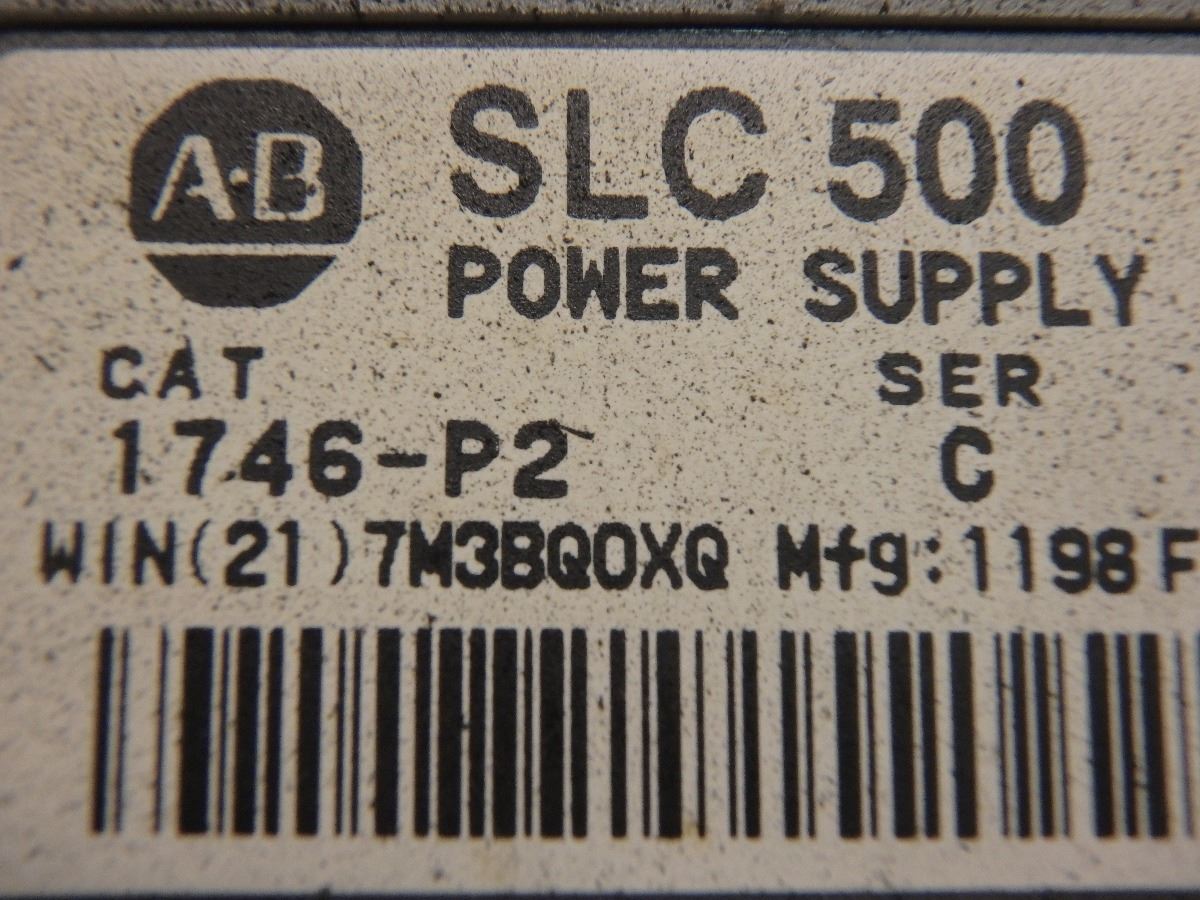 A·B
SLC 500
POWER SUPPLY
CAT SER
1746-P2 C
WIN(21)7M3BQ0XQ Mfg:1198 F